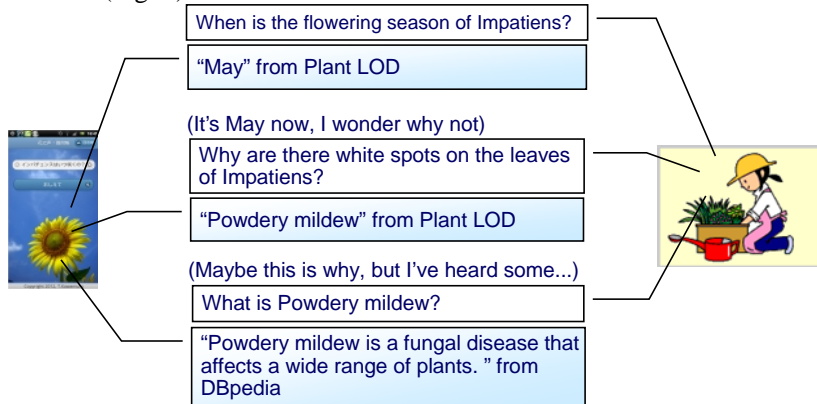 When is the flowering season of Impatiens?
“May” from Plant LOD
(It’s May now, I wonder why not)
Why are there white spots on the leaves
of Impatiens?
“Powdery mildew” from Plant LOD
(Maybe this is why, but I’ve heard some...)
What is Powdery mildew?
“Powdery mildew is a fungal disease that
affects a wide range of plants. ” from
DBpedia